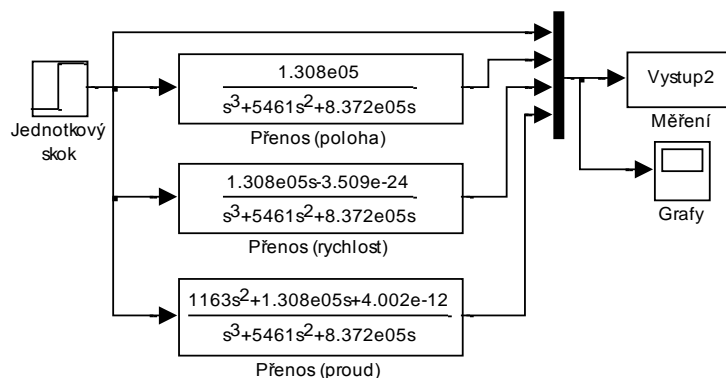 Jednotkový
skok
1.308e05
s³+5461s²+8.372e05s
Přenos (poloha)
1.308e05s-3.509e-24
s³+5461s²+8.372e05s
Přenos (rychlost)
1163s²+1.308e05s+4.002e-12
s³+5461s²+8.372e05s
Přenos (proud)
Vystup2
Měření
Grafy